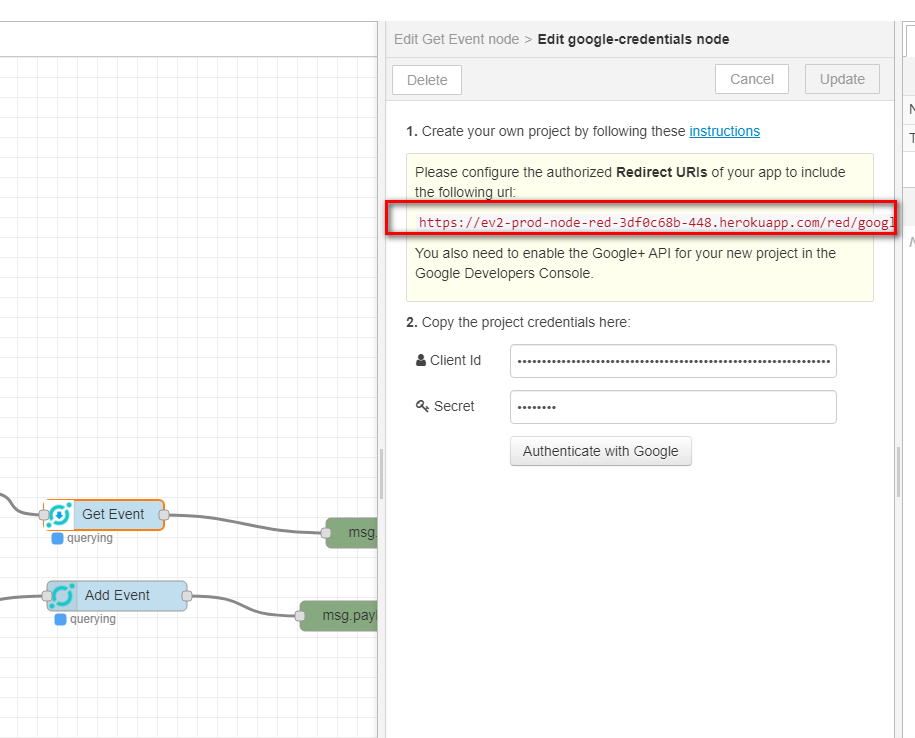 Edit Get Event node > Edit google-credentials node
Delete
Cancel
Update
1. Create your own project by following these instructions
Please configure the authorized Redirect URIs of your app to include
the following url:
https://ev2-prod-node-red-3df0c68b-448.herokuapp.com/red/googl
You also need to enable the Google+ API for your new project in the
Google Developers Console.
2. Copy the project credentials here:
Client Id
Secret
Authenticate with Google
Get Event
querying
msg.
Add Event
querying
msg.payl